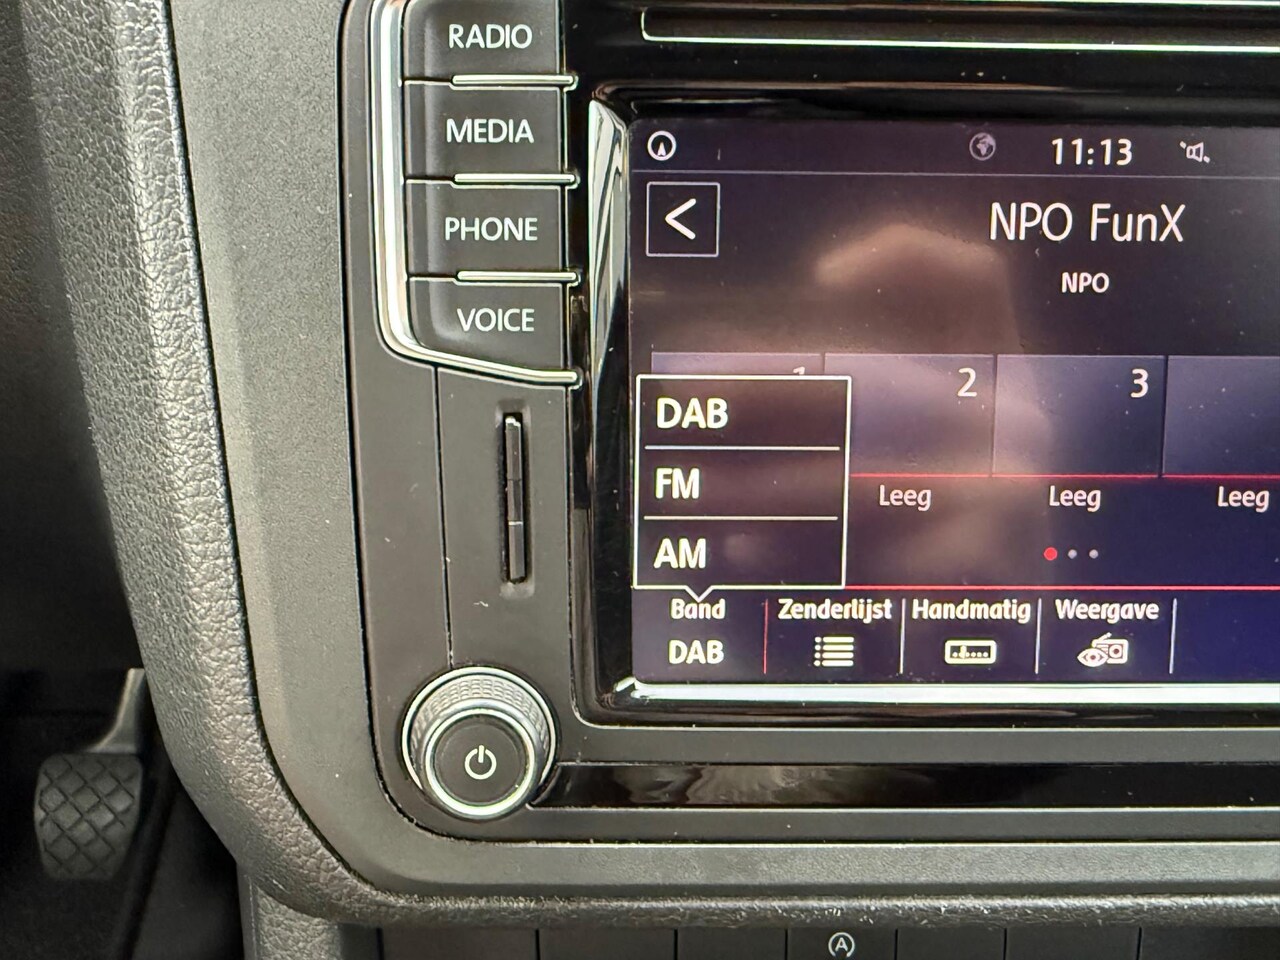 RADIO
MEDIA
PHONE
VOICE
11:13
NPO FunX
NPO
1
2
3
DAB
FM
AM
Leeg
Leeg
Leeg
Band
DAB
Zenderlijst
Handmatig
Weergave
A